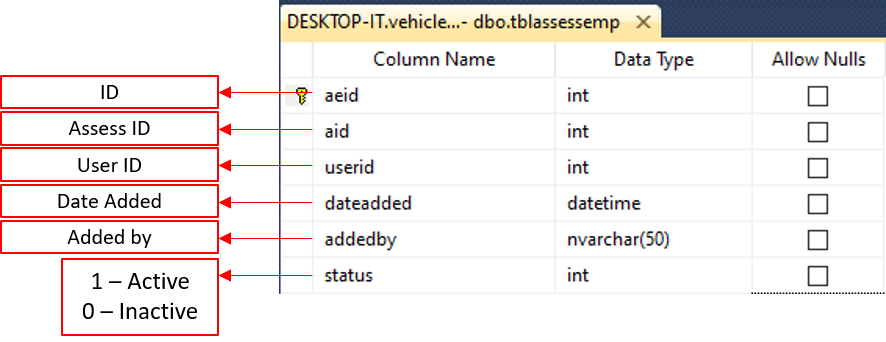 DESKTOP-IT.vehicle...- dbo.tblassessemp
Column Name Data Type Allow Nulls
ID aeid int
Assess ID aid int
User ID userid int
Date Added dateadded datetime
Added by addedby nvarchar(50)
1 – Active status int
0 – Inactive